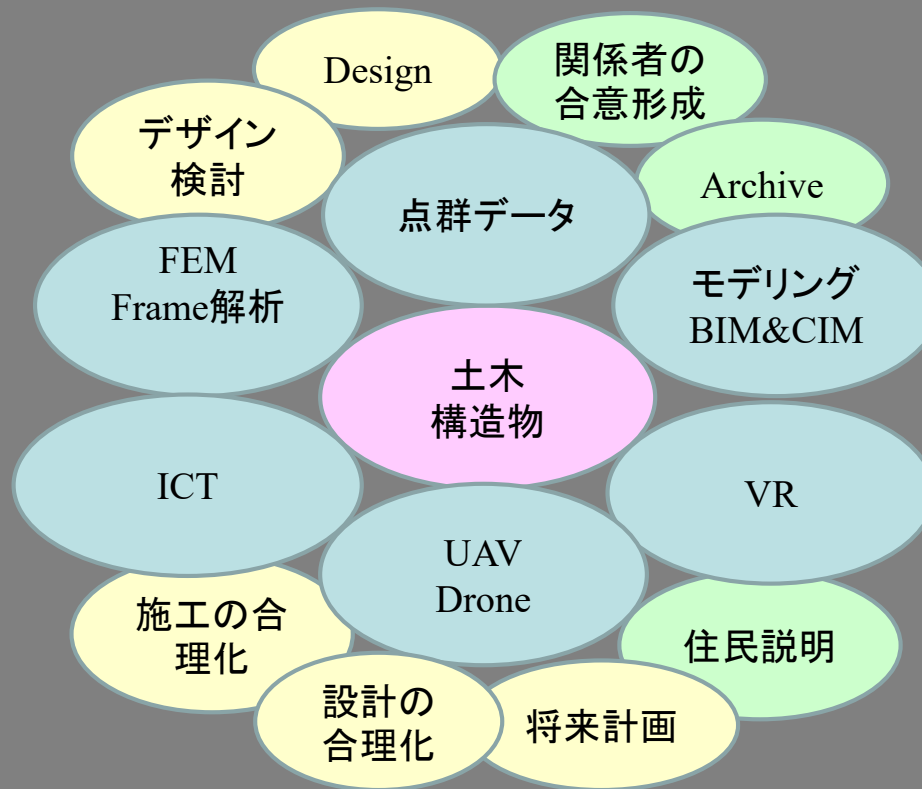 Design
関係者の
合意形成
デザイン
検討
Archive
点群データ
FEM
Frame解析
モデリング
BIM&CIM
土木
構造物
ICT
VR
UAV
Drone
施工の合
理化
住民説明
設計の
合理化
将来計画